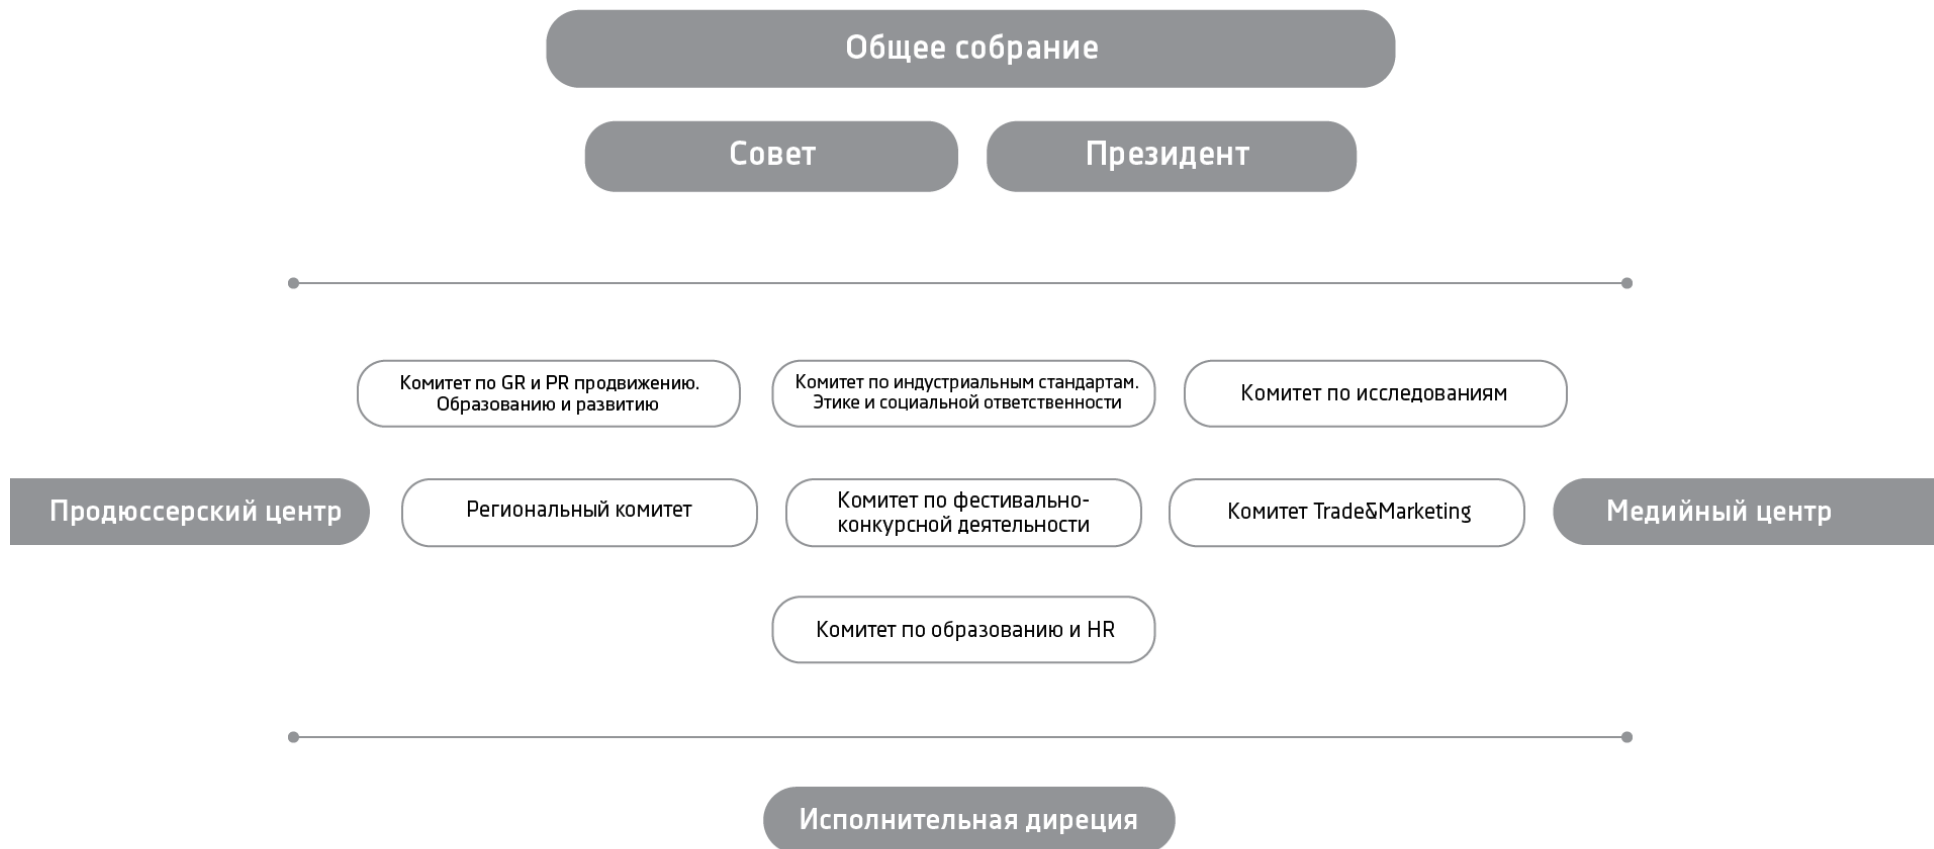 Общее собрание
Совет
Президент
Комитет по GR и PR продвижению.
Образованию и развитию
Комитет по индустриальным стандартам.
Этике и социальной ответственности
Комитет по исследованиям
Продюссерский центр
Региональный комитет
Комитет по фестивально-
конкурсной деятельности
Комитет Trade&Marketing
Медийный центр
Комитет по образованию и HR
Исполнительная диреция